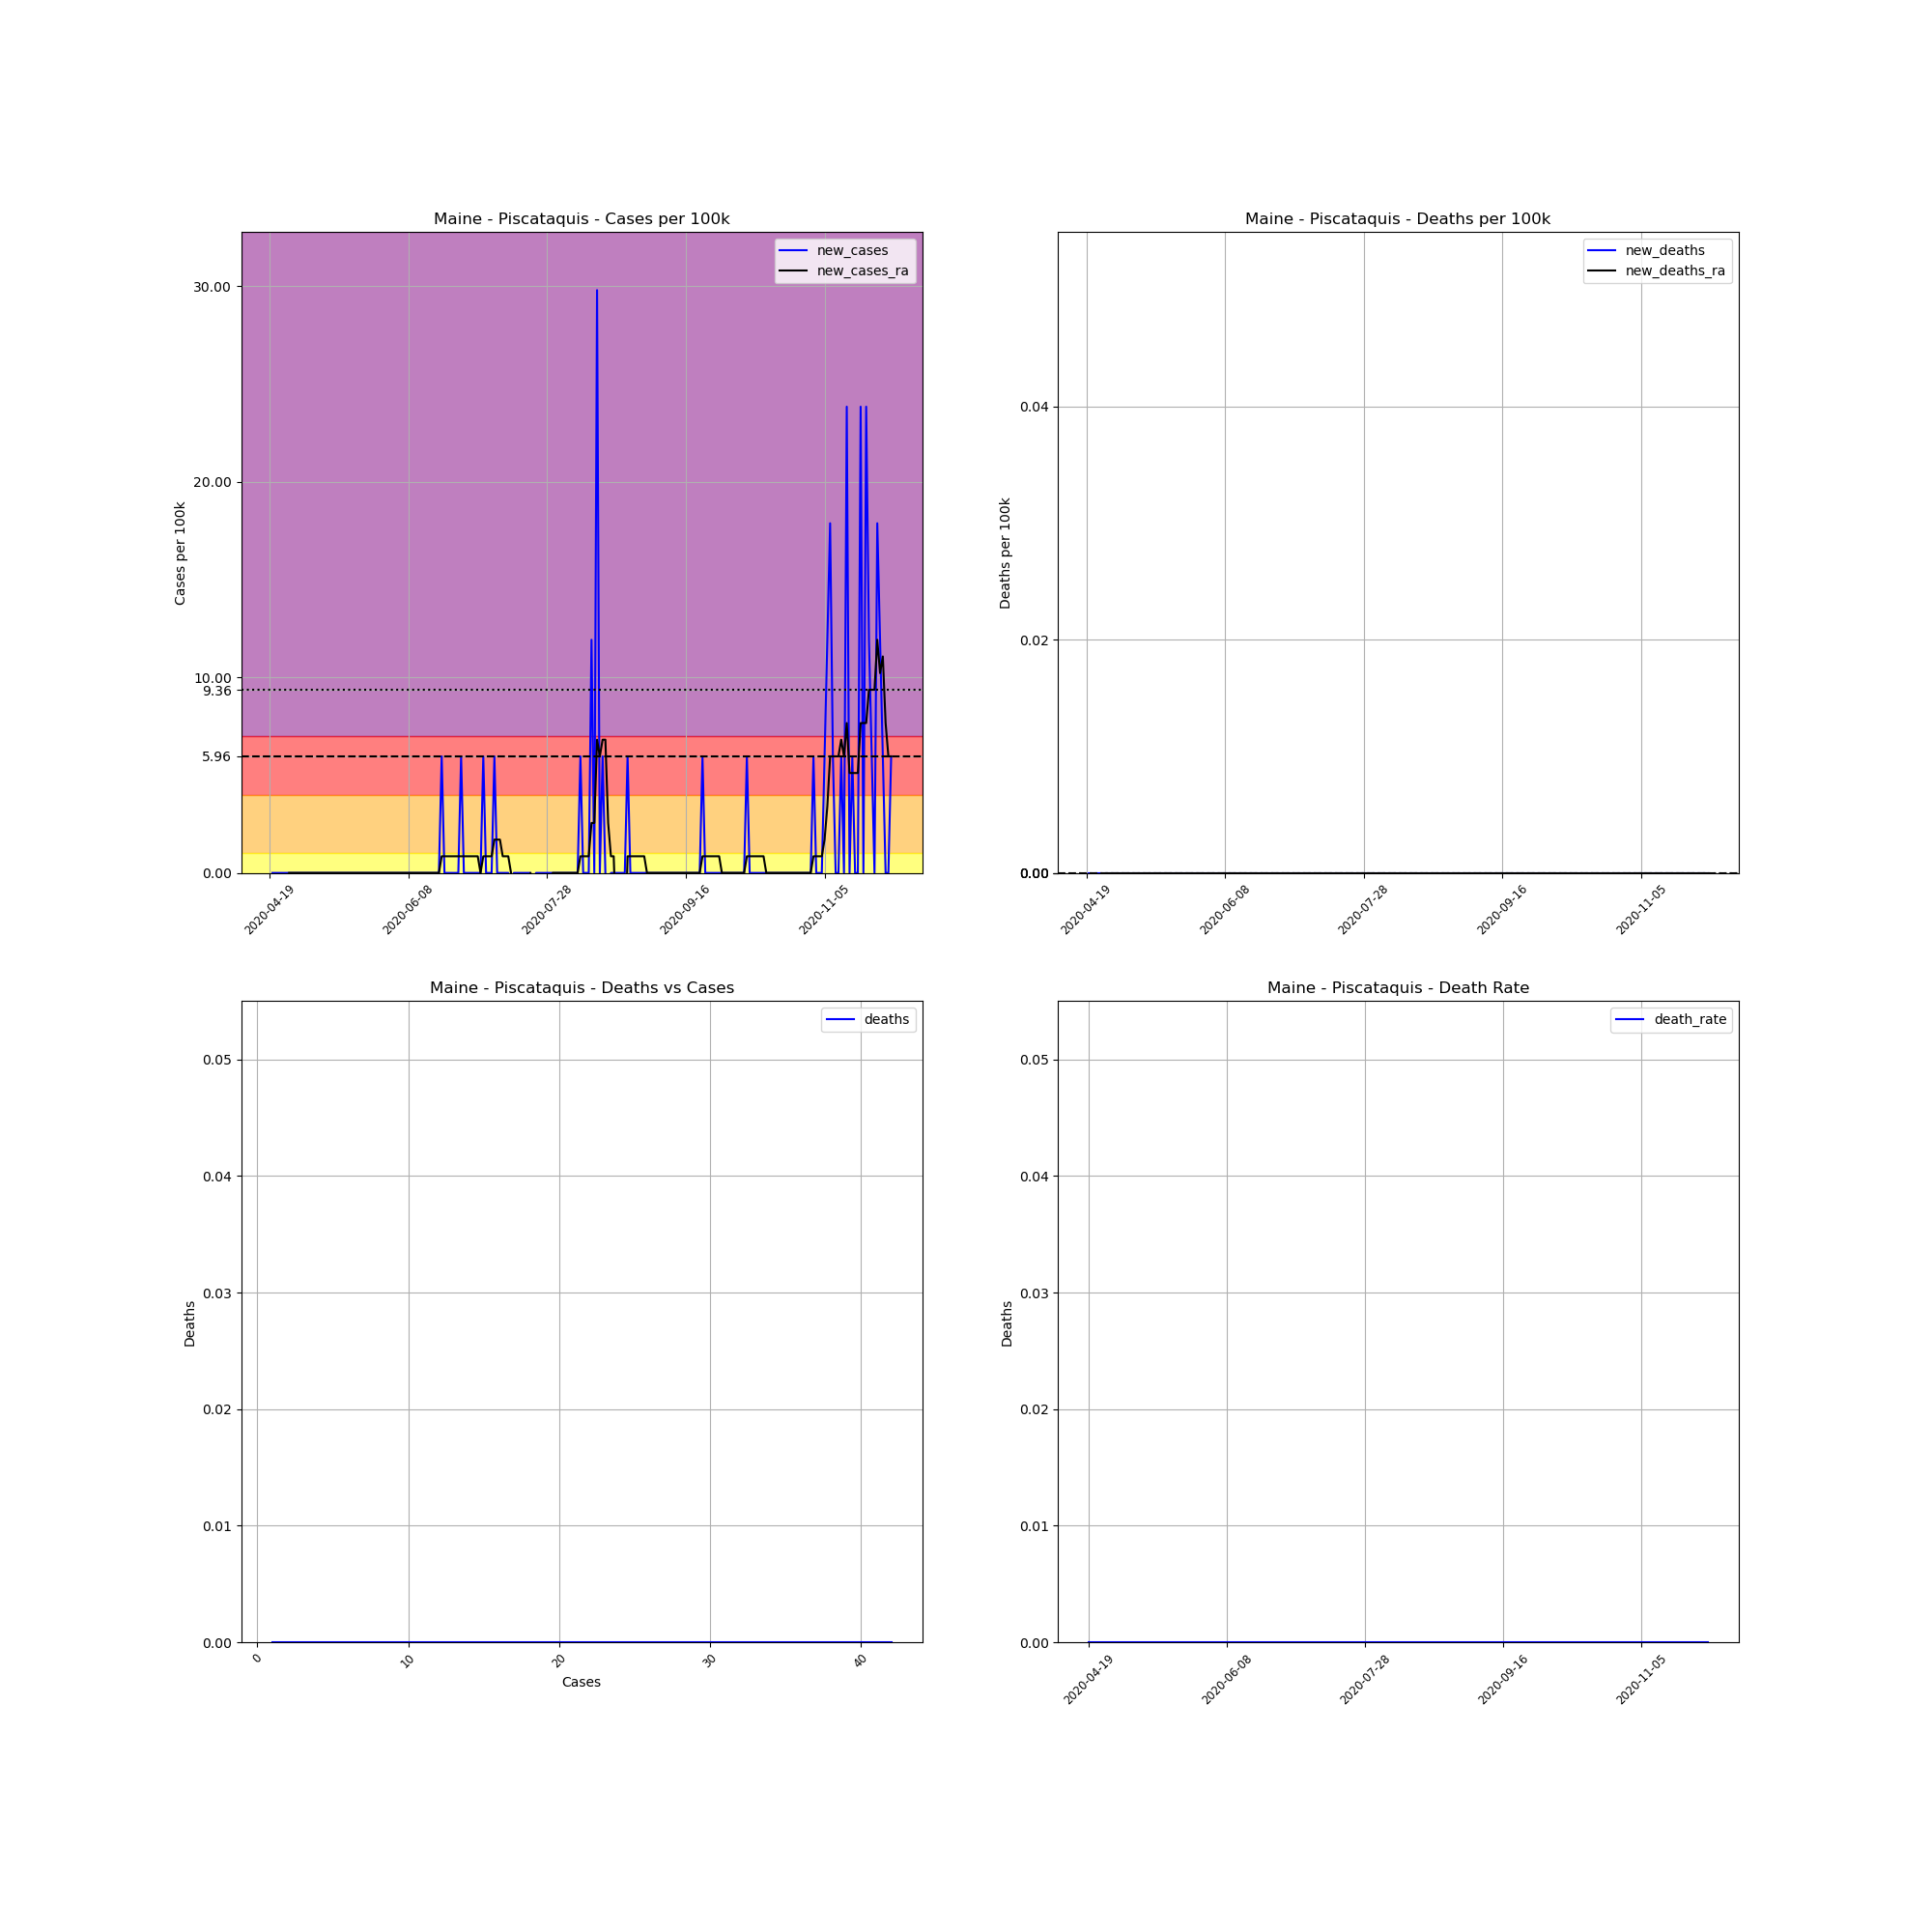 Maine - Piscataquis - Cases per 100k
new_cases
new_cases_ra
Cases per 100k
30.00
20.00
10.00
9.36
5.96
0.00
2020-04-19
2020-06-08
2020-07-28
2020-09-16
2020-11-05
Maine - Piscataquis - Deaths per 100k
new_deaths
new_deaths_ra
Deaths per 100k
0.04
0.02
0.00
2020-04-19
2020-06-08
2020-07-28
2020-09-16
2020-11-05
Maine - Piscataquis - Deaths vs Cases
deaths
Deaths
0.05
0.04
0.03
0.02
0.01
0.00
0
10
20
30
40
Cases
Maine - Piscataquis - Death Rate
death_rate
Deaths
0.05
0.04
0.03
0.02
0.01
0.00
2020-04-19
2020-06-08
2020-07-28
2020-09-16
2020-11-05